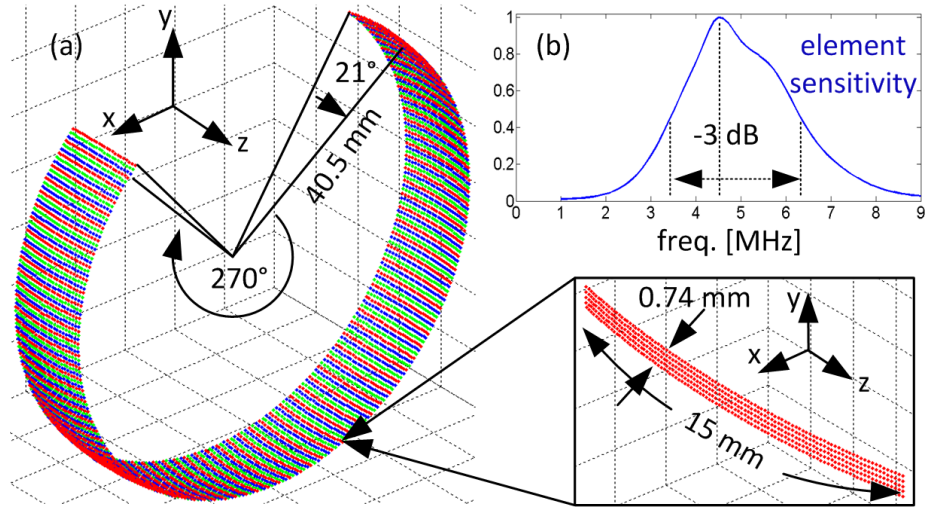 (a)
y
x
z
21°
40.5 mm
270°
(b)
element
sensitivity
-3 dB
1
0.8
0.6
0.4
0.2
0
0 1 2 3 4 5 6 7 8 9
freq. [MHz]
0.74 mm
15 mm
y
x
z